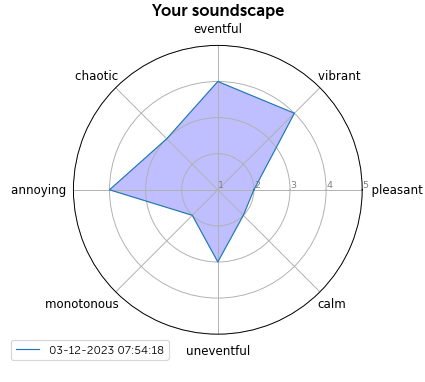 Your soundscape
eventful
chaotic
vibrant
annoying
1 2 3 4 5
pleasant
monotonous
calm
uneventful
03-12-2023 07:54:18